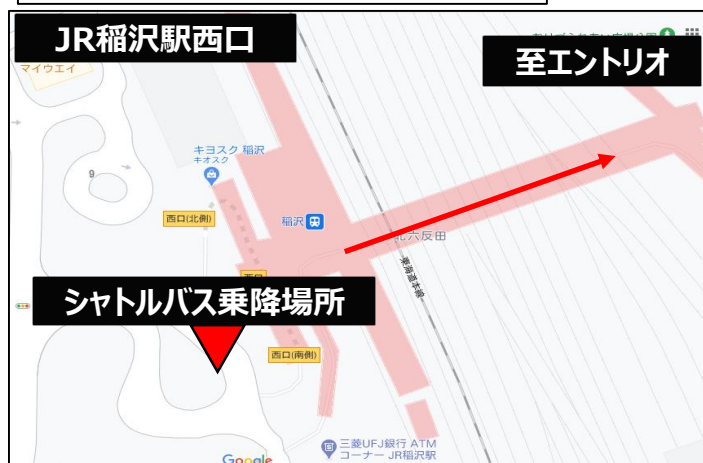 JR稲沢駅西口
至エントリオ
マイウエイ
キヨスク 稲沢
キオスク
9
西口(北側)
稲沢
北六反田
東海道本線
西口
シャトルバス乗降場所
西口(南側)
三菱UFJ銀行 ATM
コーナー JR稲沢駅
Google